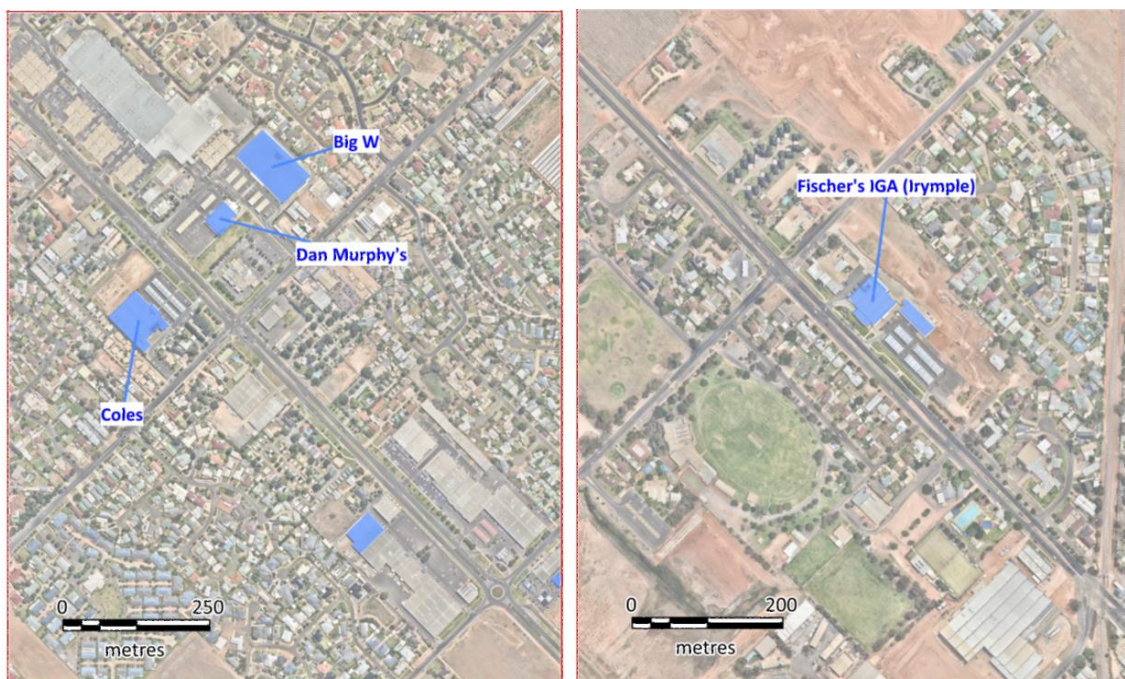 Big W
Dan Murphy's
Coles
0 250
metres
Fischer's IGA (Irymple)
0 200
metres